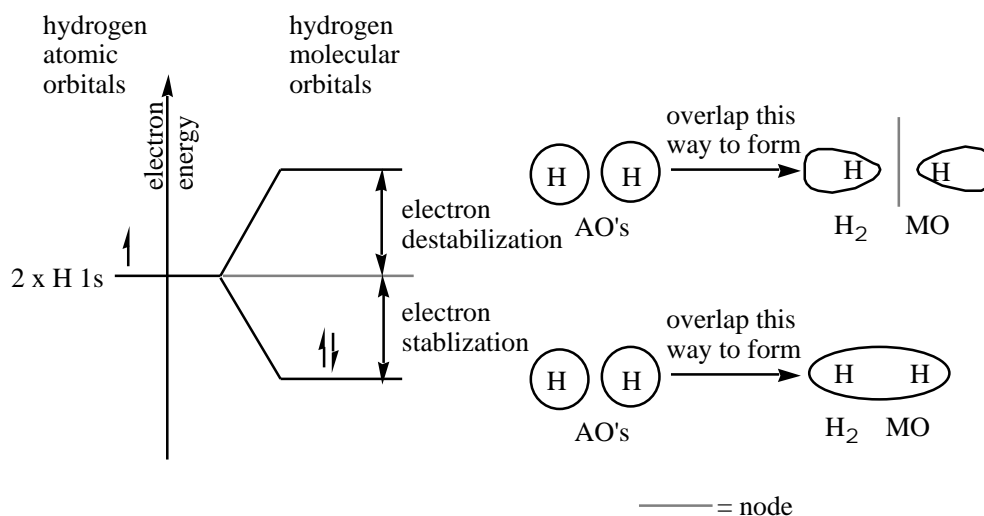 hydrogen
atomic
orbitals
hydrogen
molecular
orbitals
electron
energy
2 x H 1s
electron
destabilization
electron
stablization
H H
AO's
overlap this
way to form
H H
H₂ MO
H H
AO's
overlap this
way to form
H H
H₂ MO
= node